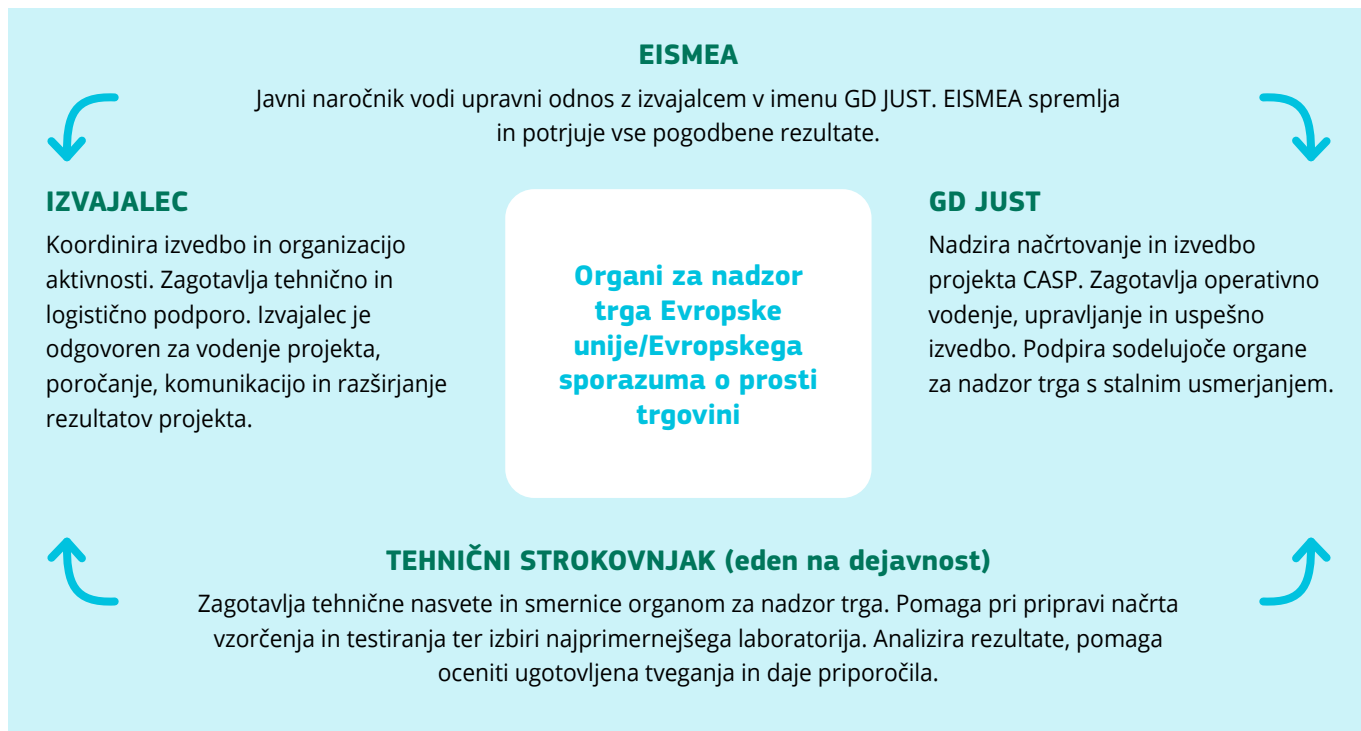 EISMEA
Javni naročnik vodi upravni odnos z izvajalcem v imenu GD JUST. EISMEA spremlja
in potrjuje vse pogodbene rezultate.
IZVAJALEC
Koordinira izvedbo in organizacijo
aktivnosti. Zagotavlja tehnično in
logistično podporo. Izvajalec je
odgovoren za vodenje projekta,
poročanje, komunikacijo in razširjanje
rezultatov projekta.
Organi za nadzor
trga Evropske
unije/Evropskega
sporazuma o prosti
trgovini
GD JUST
Nadzira načrtovanje in izvedbo
projekta CASP. Zagotavlja operativno
vodenje, upravljanje in uspešno
izvedbo. Podpira sodelujoče organe
za nadzor trga s stalnim usmerjanjem.
TEHNIČNI STROKOVNJAK (eden na dejavnost)
Zagotavlja tehnične nasvete in smernice organom za nadzor trga. Pomaga pri pripravi načrta
vzorčenja in testiranja ter izbiri najprimernejšega laboratorija. Analizira rezultate, pomaga
oceniti ugotovljena tveganja in daje priporočila.